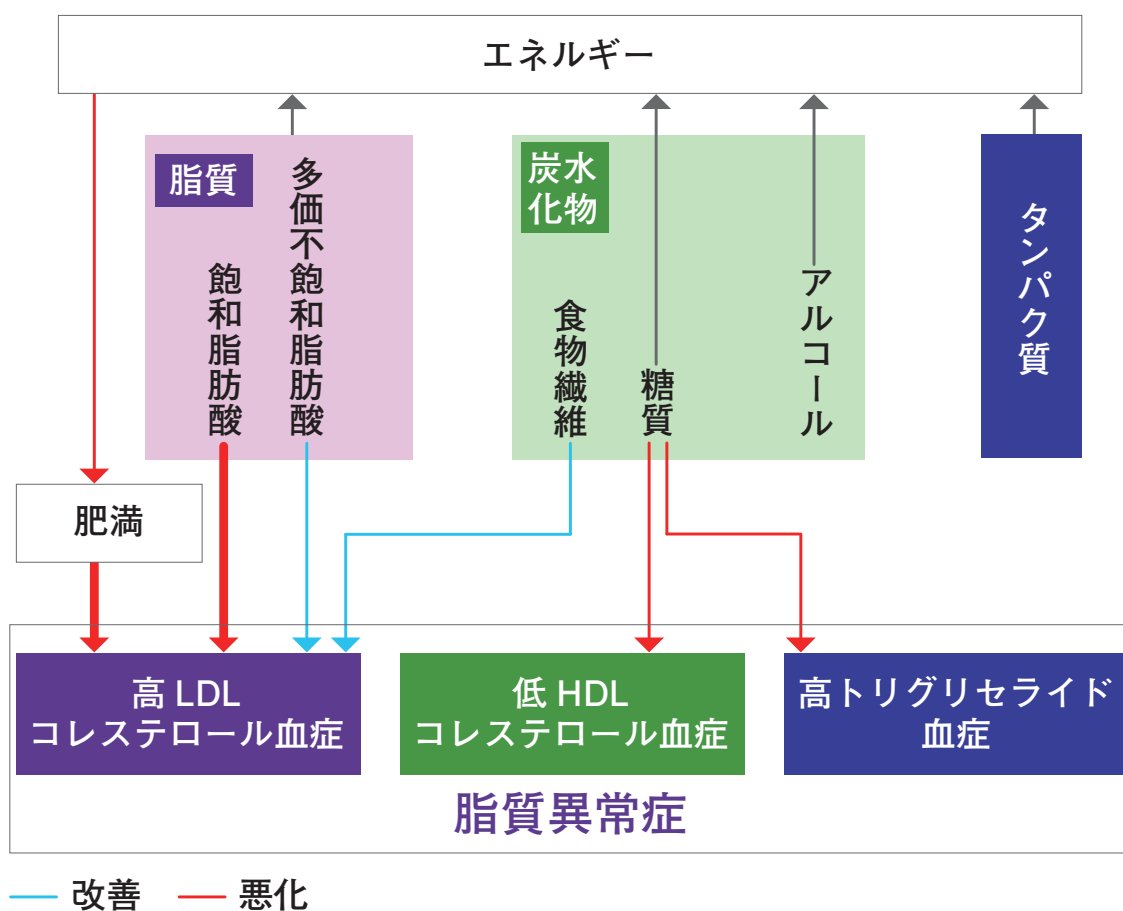 エネルギー
脂質
飽和脂肪酸
多価不飽和脂肪酸
炭水
化物
食物繊維
糖質
アルコール
タンパク質
肥満
高 LDL
コレステロール血症
低 HDL
コレステロール血症
高トリグリセライド
血症
脂質異常症
改善
悪化